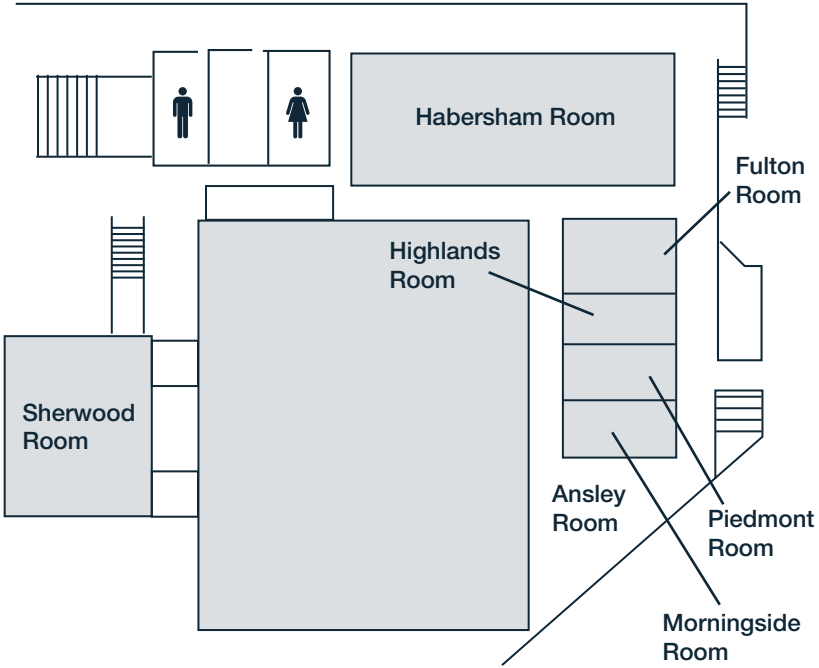 Habersham Room
Fulton
Room
Highlands
Room
Sherwood
Room
Ansley
Room
Piedmont
Room
Morningside
Room